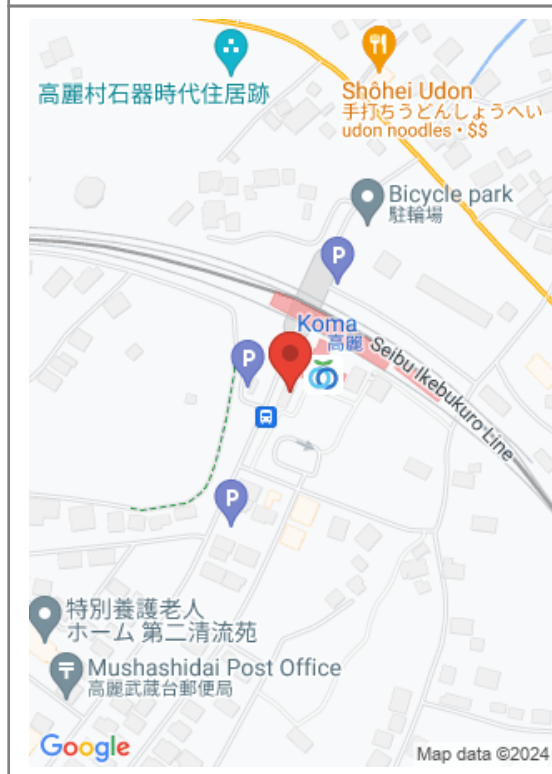 高麗村石器時代住居跡
Shôhei Udon
手打ちうどんしょうへい
udon noodles • $$
Bicycle park
駐輪場
P
Koma
高麗
Seibu Ikebukuro Line
P
P
特別養護老人
ホーム 第二清流苑
Mushashidai Post Office
高麗武蔵台郵便局
Google
Map data ©2024